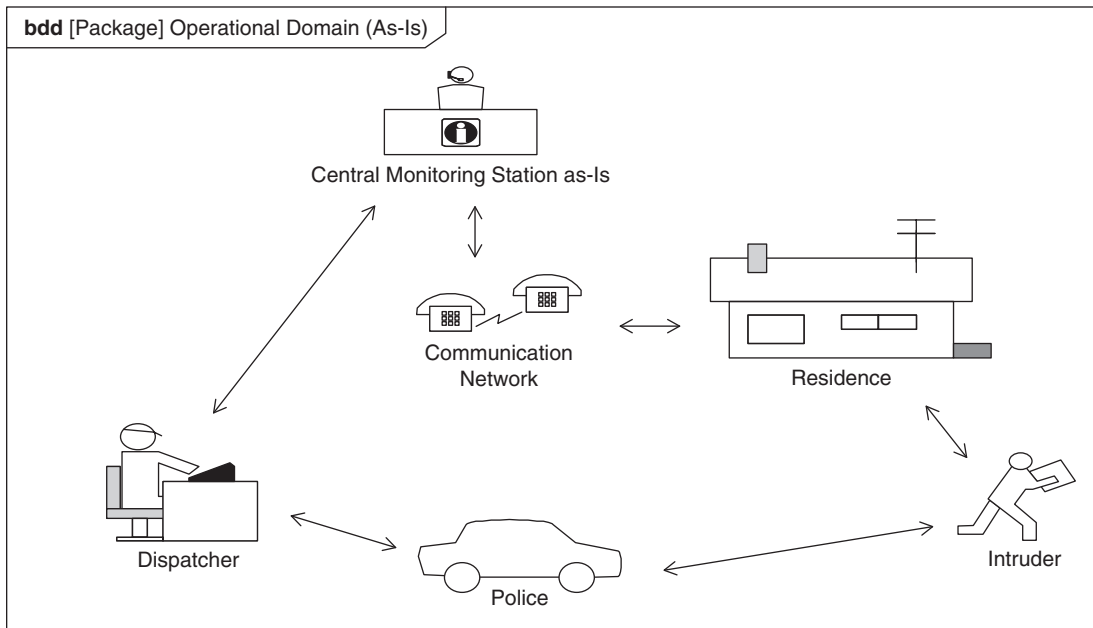 bdd [Package] Operational Domain (As-Is)
Central Monitoring Station as-Is
Communication
Network
Residence
Dispatcher
Police
Intruder